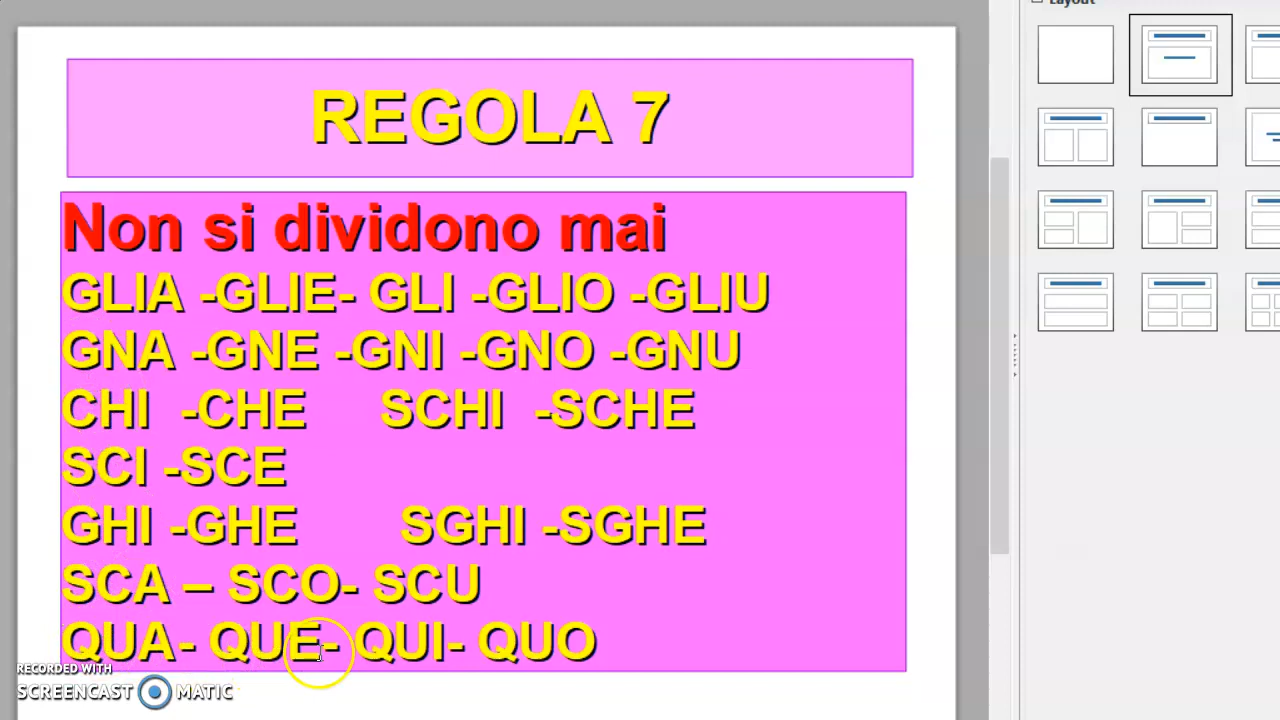 Layout
REGOLA 7
Non si dividono mai
GLIA -GLIE- GLI -GLIO -GLIU
GNA -GNE -GNI -GNO -GNU
CHI -CHE SCHI -SCHE
SCI -SCE
GHI -GHE SGHI -SGHE
SCA – SCO- SCU
QUA- QUE- QUI- QUO
RECORDED WITH
SCREENCAST MATIC